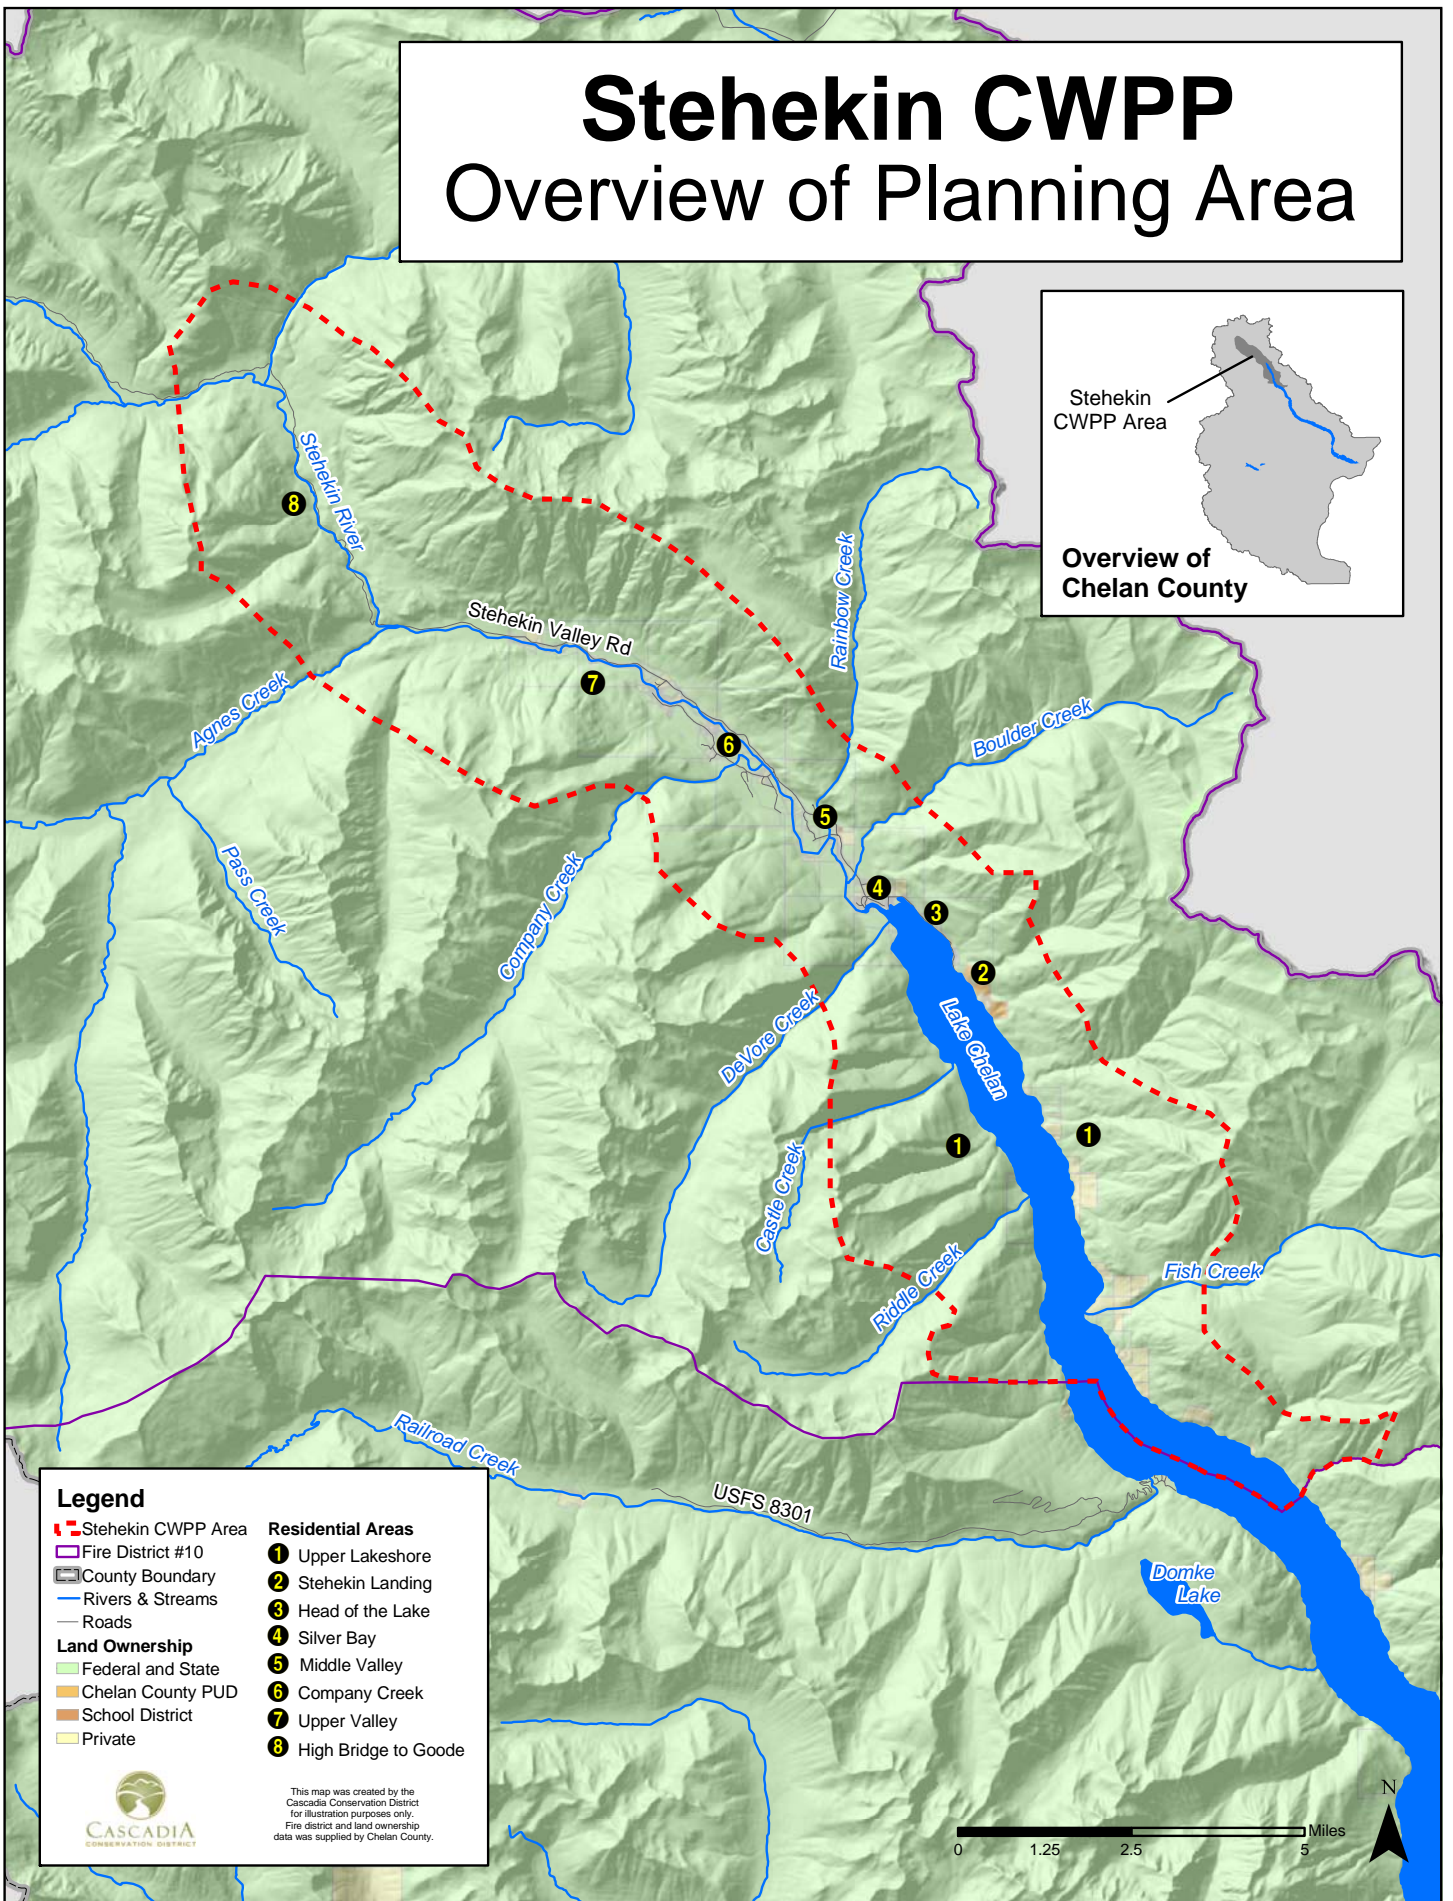 Stehekin CWPP
Overview of Planning Area
Stehekin
CWPP Area
Overview of
Chelan County
Stehekin River
8
Stehekin Valley Rd
Rainbow Creek
7
Agnes Creek
Boulder Creek
6
5
Pass Creek
Company Creek
4
3
2
DeVore Creek
Lake Chelan
1
1
Castle Creek
Riddle Creek
Fish Creek
Railroad Creek
USFS 8301
Domke
Lake
Legend
Stehekin CWPP Area
Fire District #10
County Boundary
Rivers & Streams
Roads
Land Ownership
Federal and State
Chelan County PUD
School District
Private
Residential Areas
1 Upper Lakeshore
2 Stehekin Landing
3 Head of the Lake
4 Silver Bay
5 Middle Valley
6 Company Creek
7 Upper Valley
8 High Bridge to Goode
CASCADIA
CONSERVATION DISTRICT
This map was created by the
Cascadia Conservation District
for illustration purposes only.
Fire district and land ownership
data was supplied by Chelan County.
N
Miles
0 1.25 2.5 5